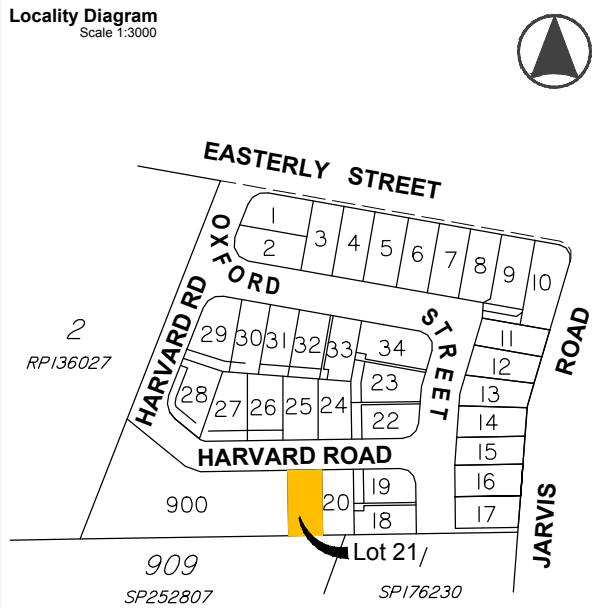 Locality Diagram
Scale 1:3000
EASTERLY STREET
OXFORD
STREET
HARVARD RD
ROAD
JARVIS
1
2
3
4
5
6
7
8
9
10
11
12
13
14
15
16
17
29
30
31
32
33
34
28
27
26
25
24
23
22
2
RP136027
HARVARD ROAD
900
20
19
18
Lot 21
909
SP252807
SP176230